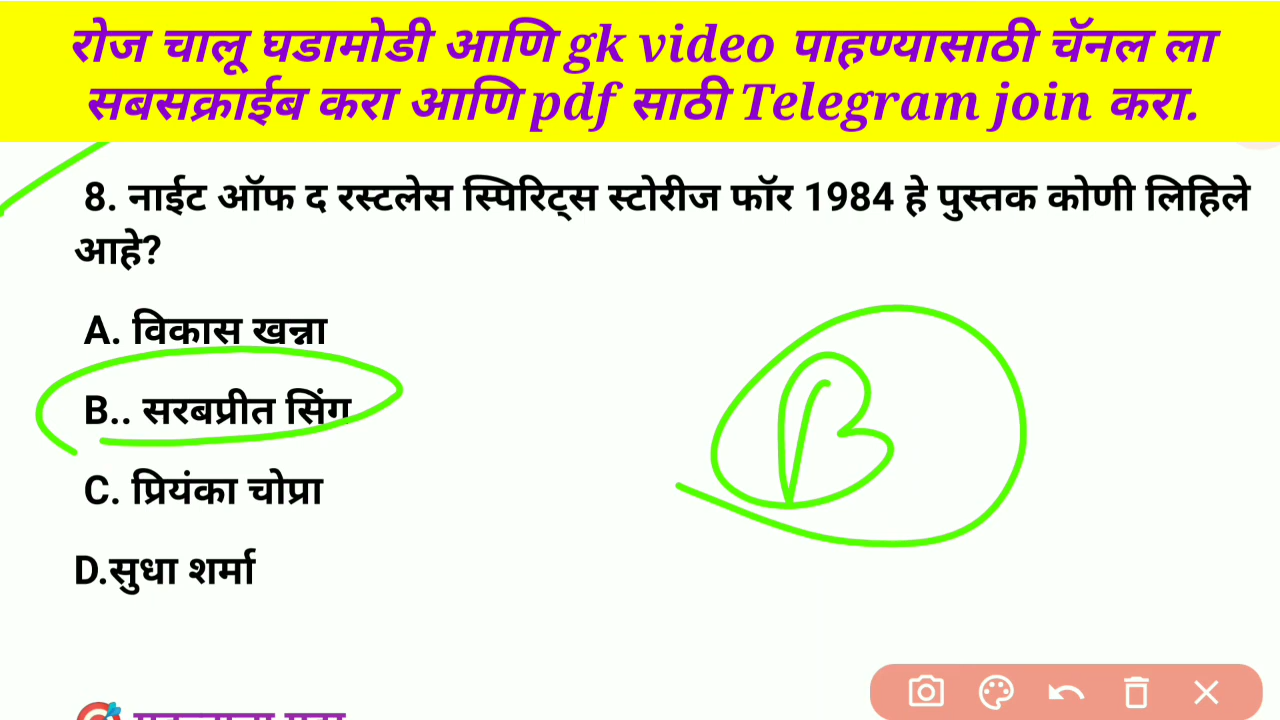 रोज चालू घडामोडी आणि gk video पाहण्यासाठी चॅनल ला
सबसक्राईब करा आणि pdf साठी Telegram join करा.
8. नाईट ऑफ द रस्टलेस स्पिरिट्स स्टोरीज फॉर 1984 हे पुस्तक कोणी लिहिले
आहे?
A. विकास खन्ना
B.. सरबप्रीत सिंग
B
C. प्रियंका चोप्रा
D.सुधा शर्मा